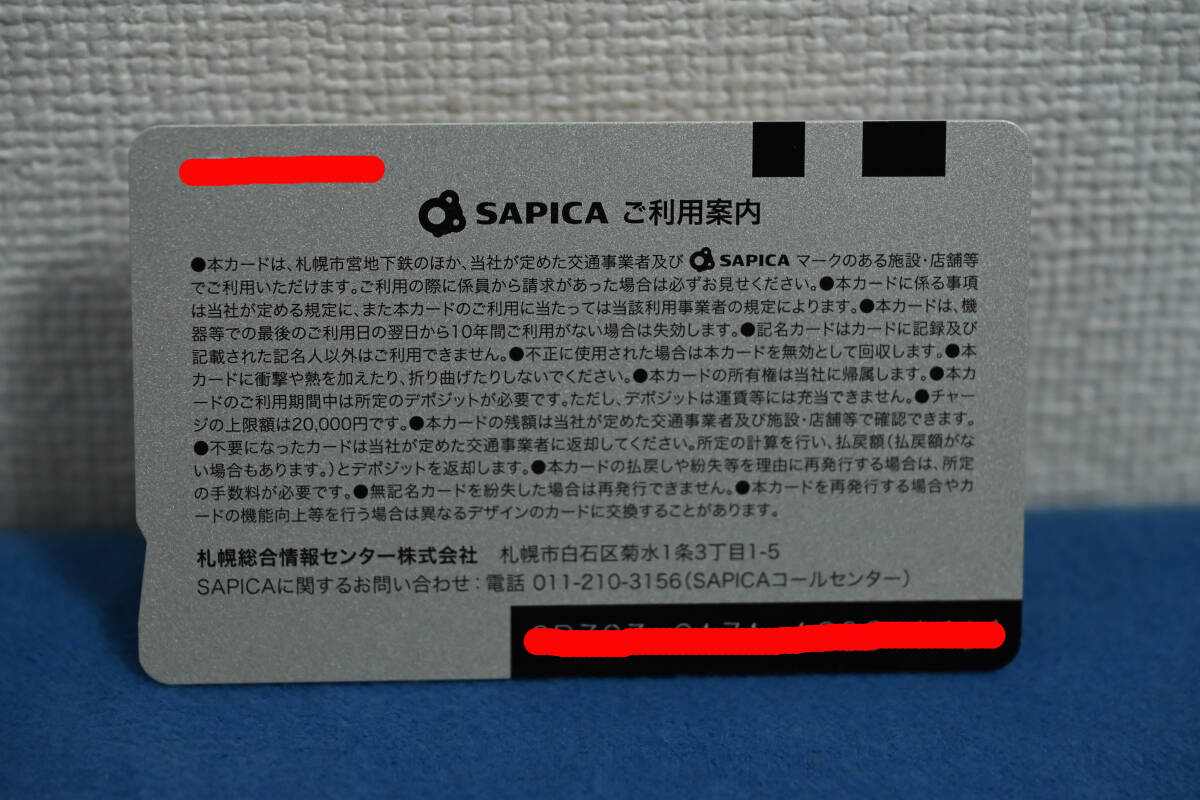 SAPICA ご利用案内
●本カードは、札幌市営地下鉄のほか、当社が定めた交通事業者及び SAPICA マークのある施設・店舗等
でご利用いただけます。ご利用の際に係員から請求があった場合は必ずお見せください。●本カードに係る事項
は当社が定める規定に、また本カードのご利用に当たっては当該利用事業者の規定によります。●本カードは、機
器等での最後のご利用日の翌日から10年間ご利用がない場合は失効します。●記名カードはカードに記録及び
記載された記名人以外はご利用できません。●不正に使用された場合は本カードを無効として回収します。●本
カードに衝撃や熱を加えたり、折り曲げたりしないでください。●本カードの所有権は当社に帰属します。●本カ
ードのご利用期間中は所定のデポジットが必要です。ただし、デポジットは運賃等には充当できません。●チャー
ジの上限額は20,000円です。●本カードの残額は当社が定めた交通事業者及び施設・店舗等で確認できます。
●不要になったカードは当社が定めた交通事業者に返却してください。所定の計算を行い、払戻額(払戻額がな
い場合もあります。)とデポジットを返却します。●本カードの払戻しや紛失等を理由に再発行する場合は、所定
の手数料が必要です。●無記名カードを紛失した場合は再発行できません。●本カードを再発行する場合やカ
ードの機能向上等を行う場合は異なるデザインのカードに交換することがあります。
札幌総合情報センター株式会社 札幌市白石区菊水1条3丁目1-5
SAPICAに関するお問い合わせ：電話 011-210-3156(SAPICAコールセンター)